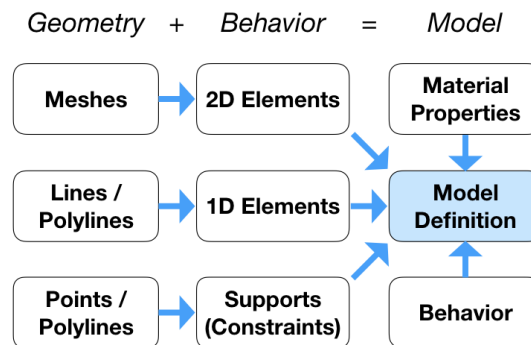 Geometry + Behavior = Model
Meshes
2D Elements
Material
Properties
Lines /
Polylines
1D Elements
Model
Definition
Points /
Polylines
Supports
(Constraints)
Behavior